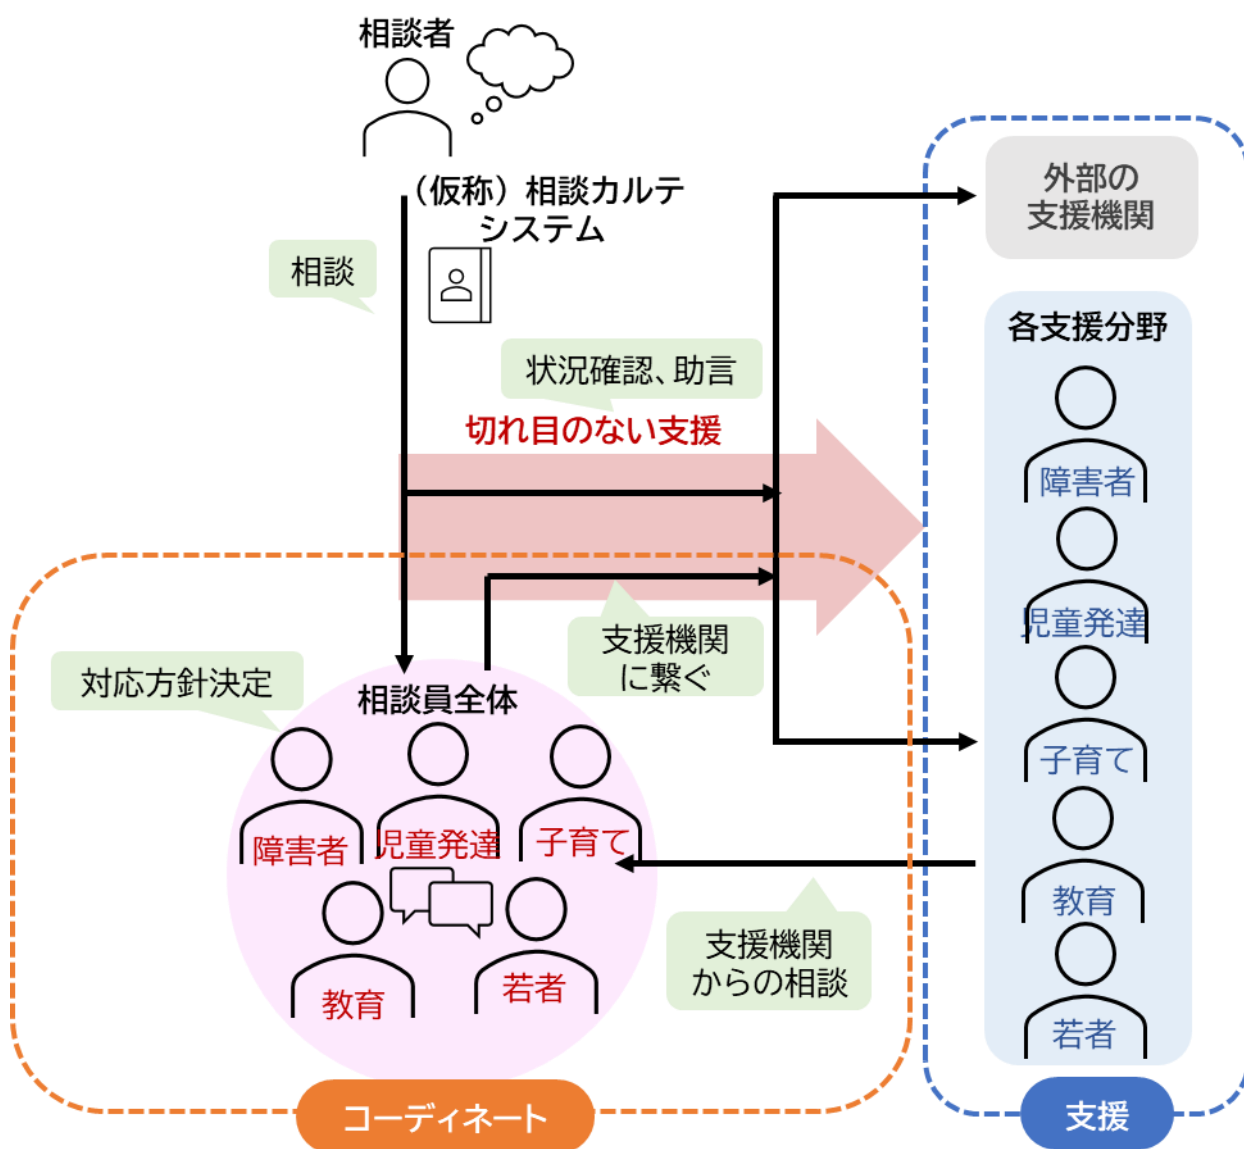 相談者
（仮称）相談カルテ
システム
相談
状況確認、助言
切れ目のない支援
支援機関
に繋ぐ
対応方針決定
相談員全体
障害者
児童発達
子育て
教育
若者
支援機関
からの相談
コーディネート
外部の
支援機関
各支援分野
障害者
児童発達
子育て
教育
若者
支援